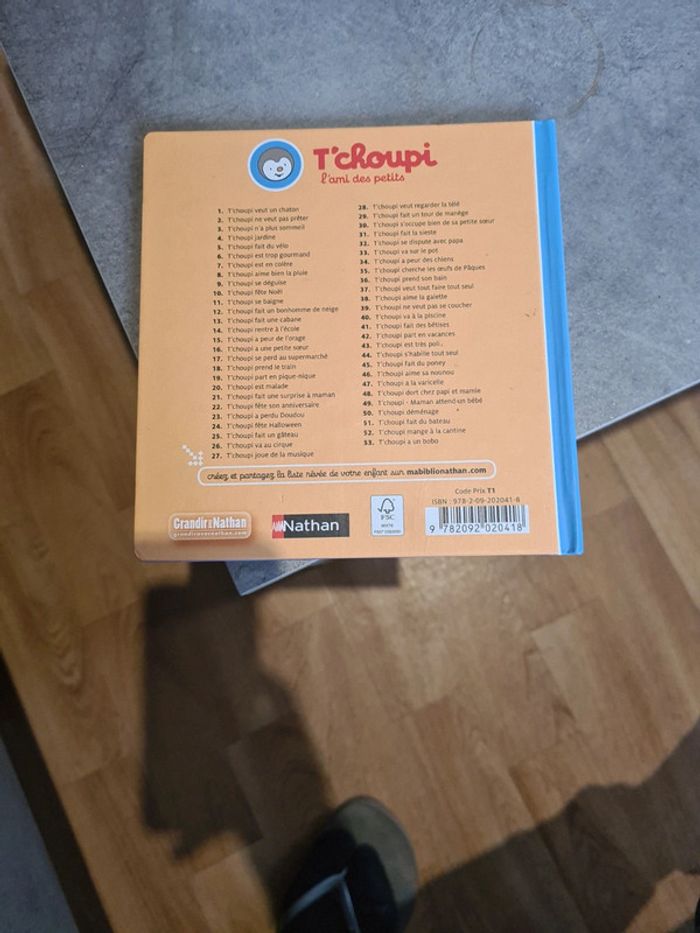 T'choupi
l'ami des petits
1. T'choupi veut un chaton
2. T'choupi ne veut pas prêter
3. T'choupi n'a plus sommeil
4. T'choupi jardine
5. T'choupi fait du vélo
6. T'choupi est trop gourmand
7. T'choupi est en colère
8. T'choupi aime bien la pluie
9. T'choupi se déguise
10. T'choupi fête Noël
11. T'choupi se baigne
12. T'choupi fait un bonhomme de neige
13. T'choupi fait une cabane
14. T'choupi rentre à l'école
15. T'choupi a peur de l'orage
16. T'choupi a une petite sœur
17. T'choupi se perd au supermarché
18. T'choupi prend le train
19. T'choupi part en pique-nique
20. T'choupi est malade
21. T'choupi fait une surprise à maman
22. T'choupi fête son anniversaire
23. T'choupi a perdu Doudou
24. T'choupi fête Halloween
25. T'choupi fait un gâteau
26. T'choupi va au cirque
27. T'choupi joue de la musique
28. T'choupi veut regarder la télé
29. T'choupi fait un tour de manège
30. T'choupi s'occupe bien de sa petite sœur
31. T'choupi fait la sieste
32. T'choupi se dispute avec papa
33. T'choupi va sur le pot
34. T'choupi a peur des chiens
35. T'choupi cherche les œufs de Pâques
36. T'choupi prend son bain
37. T'choupi veut tout faire tout seul
38. T'choupi aime la galette
39. T'choupi ne veut pas se coucher
40. T'choupi va à la piscine
41. T'choupi fait des bêtises
42. T'choupi part en vacances
43. T'choupi est très poli...
44. T'choupi s'habille tout seul
45. T'choupi fait du poney
46. T'choupi aime sa nounou
47. T'choupi a la varicelle
48. T'choupi dort chez papi et mamie
49. T'choupi - Maman attend un bébé
50. T'choupi déménage
51. T'choupi fait du bateau
52. T'choupi mange à la cantine
53. T'choupi a un bobo
créez et partagez la liste rêvée de votre enfant sur mabiblionathan.com
Grandir avec Nathan
grandiravecnathan.com
Nathan
FSC
MIXTE
Code Prix T1
ISBN : 978-2-09-202041-8
9 782092 020418